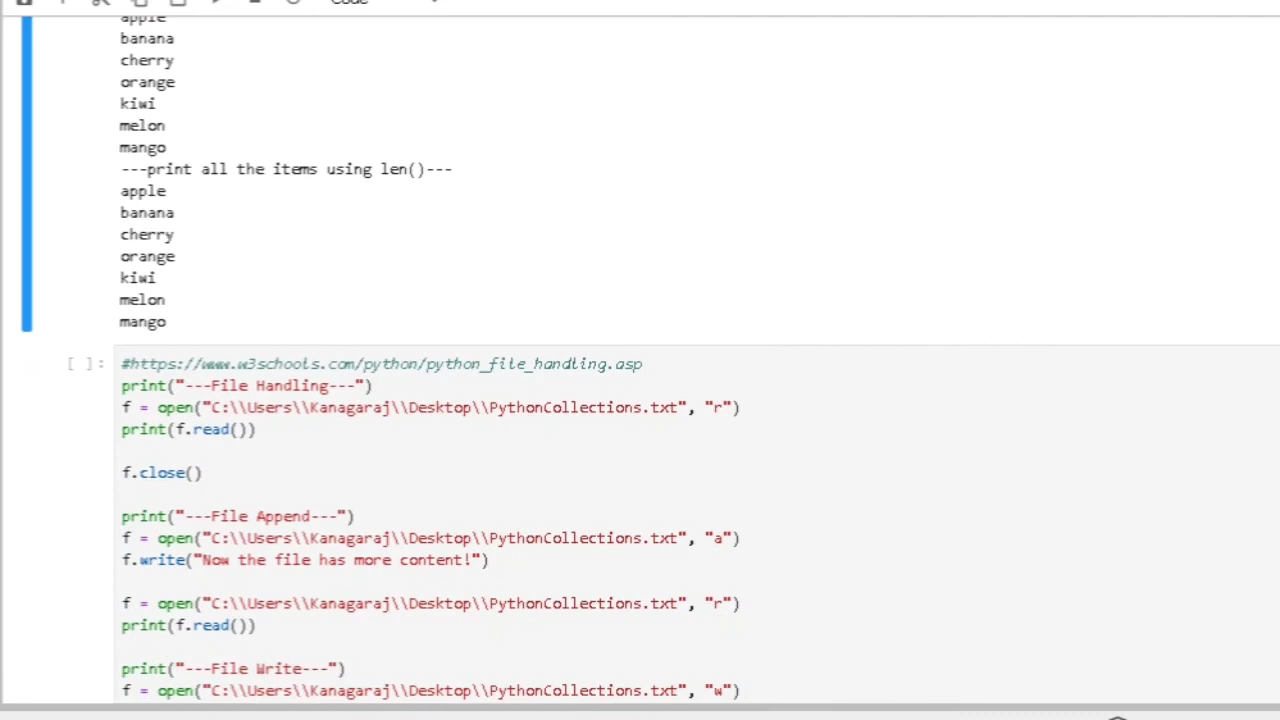 Code
apple
banana
cherry
orange
kiwi
melon
mango
---print all the items using len()---
apple
banana
cherry
orange
kiwi
melon
mango
[ ]:
#https://www.w3schools.com/python/python_file_handling.asp
print("---File Handling---")
f = open("C:\\Users\\Kanagaraj\\Desktop\\PythonCollections.txt", "r")
print(f.read())
f.close()
print("---File Append---")
f = open("C:\\Users\\Kanagaraj\\Desktop\\PythonCollections.txt", "a")
f.write("Now the file has more content!")
f = open("C:\\Users\\Kanagaraj\\Desktop\\PythonCollections.txt", "r")
print(f.read())
print("---File Write---")
f = open("C:\\Users\\Kanagaraj\\Desktop\\PythonCollections.txt", "w")